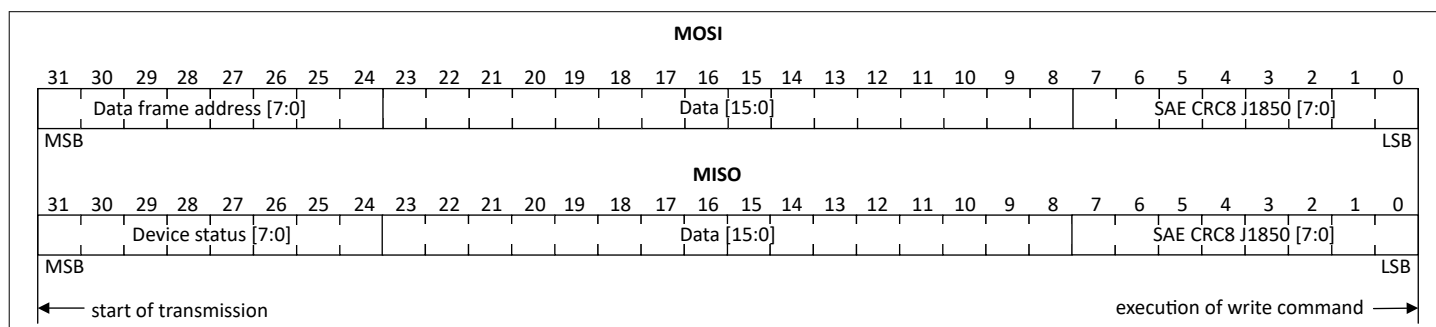 MOSI
31 30 29 28 27 26 25 24 23 22 21 20 19 18 17 16 15 14 13 12 11 10 9 8 7 6 5 4 3 2 1 0
Data frame address [7:0] Data [15:0] SAE CRC8 J1850 [7:0]
MSB LSB
MISO
31 30 29 28 27 26 25 24 23 22 21 20 19 18 17 16 15 14 13 12 11 10 9 8 7 6 5 4 3 2 1 0
Device status [7:0] Data [15:0] SAE CRC8 J1850 [7:0]
MSB LSB
start of transmission execution of write command